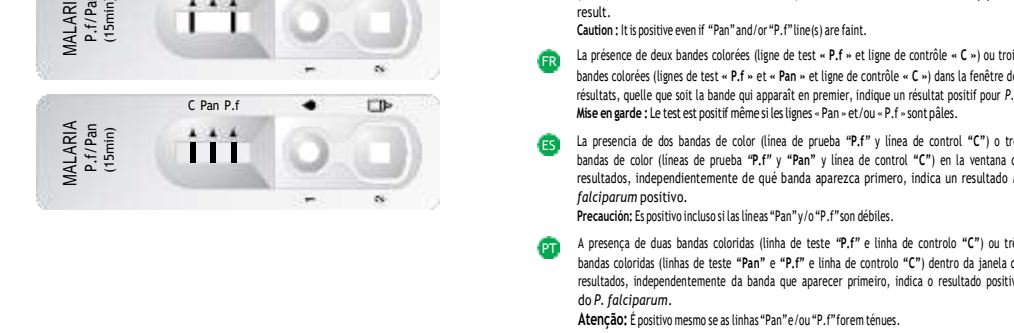 MALARIA
P.f/Pan
(15min)
1
2
C Pan P.f
MALARIA
P.f/Pan
(15min)
1
2
result.
Caution : It is positive even if “Pan” and/or “P.f” line(s) are faint.
FR
La présence de deux bandes colorées (ligne de test « P.f » et ligne de contrôle « C ») ou
bandes colorées (lignes de test « P.f » et « Pan » et ligne de contrôle « C ») dans la fenêtre
résultats, quelle que soit la bande qui apparaît en premier, indique un résultat positif pour P.
Mise en garde : Le test est positif même si les lignes « Pan » et/ou « P.f » sont pâles.
ES
La presencia de dos bandas de color (línea de prueba “P.f” y línea de control “C”) o
bandas de color (líneas de prueba “P.f” y “Pan” y línea de control “C”) en la ventana
resultados, independientemente de qué banda aparezca primero, indica un resultado
falciparum positivo.
Precaución: Es positivo incluso si las líneas “Pan” y/o “P.f” son débiles.
PT
A presença de duas bandas coloridas (linha de teste “P.f” e linha de controlo “C”) ou
bandas coloridas (linhas de teste “Pan” e “P.f” e linha de controlo “C”) dentro da janela
resultados, independentemente da banda que aparecer primeiro, indica o resultado
do P. falciparum.
Atenção: É positivo mesmo se as linhas “Pan” e/ou “P.f” forem ténues.